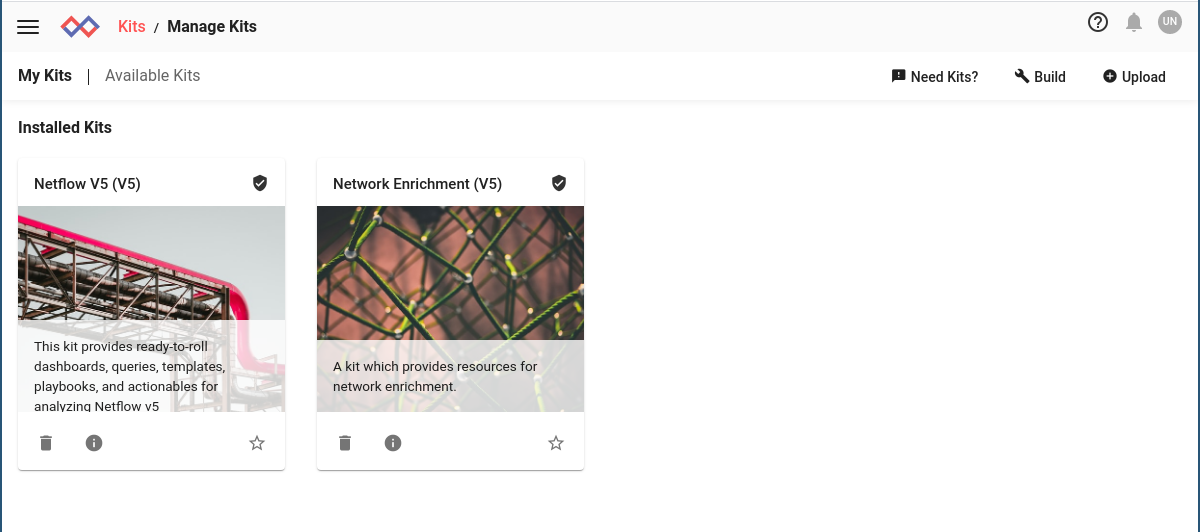 Kits / Manage Kits
UN
My Kits | Available Kits
Need Kits?
Build
Upload
Installed Kits
Netflow V5 (V5)
This kit provides ready-to-roll
dashboards, queries, templates,
playbooks, and actionables for
analyzing Netflow v5
Network Enrichment (V5)
A kit which provides resources for
network enrichment.